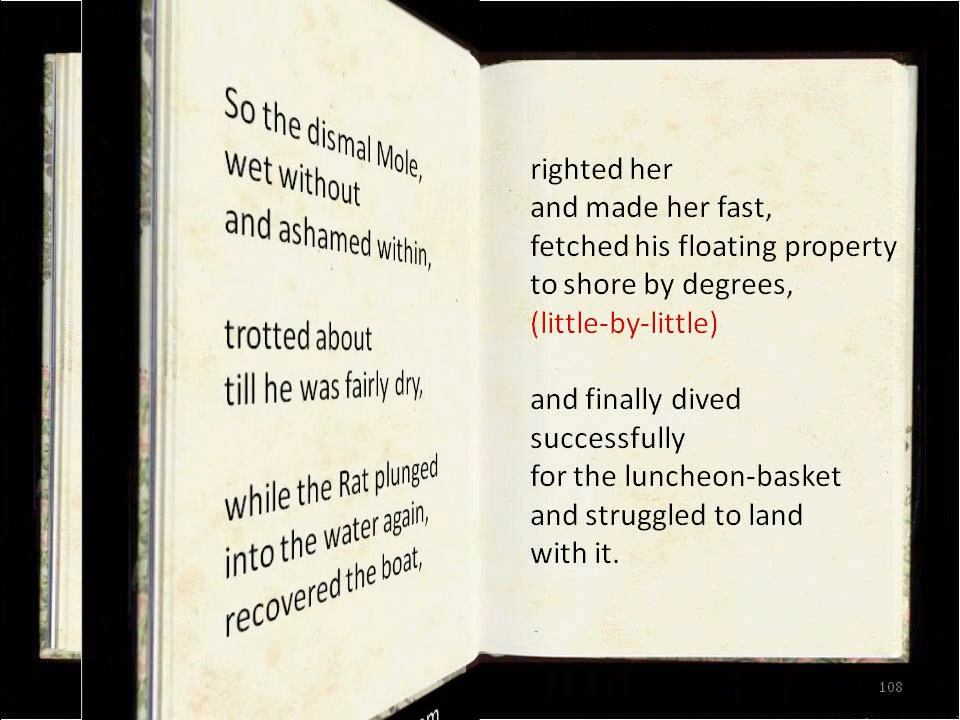 So the dismal Mole,
wet without
and ashamed within,
trotted about
till he was fairly dry,
while the Rat plunged
into the water again,
recovered the boat,
righted her
and made her fast,
fetched his floating property
to shore by degrees,
(little-by-little)
and finally dived
successfully
for the luncheon-basket
and struggled to land
with it.
108